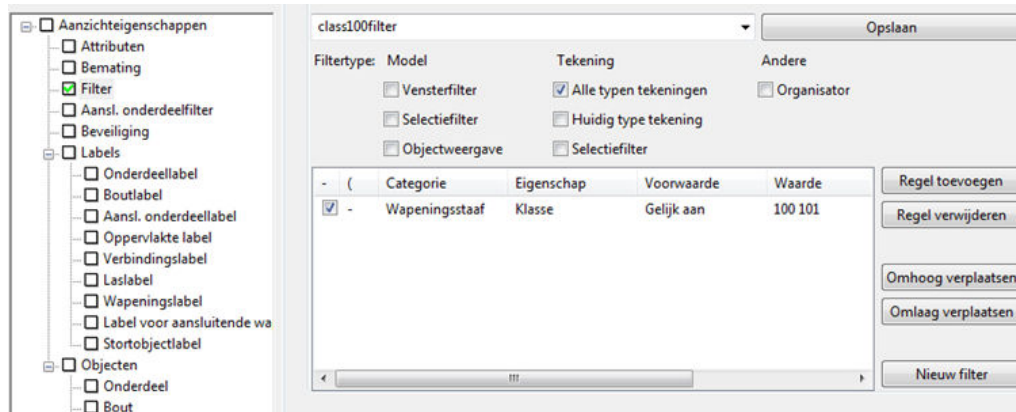 Aanzichteigenschappen
Attributen
Bemating
Filter
Aansl. onderdeelfilter
Beveiliging
Labels
Onderdeellabel
Boutlabel
Aansl. onderdeellabel
Oppervlakte label
Verbindingslabel
Laslabel
Wapeningslabel
Label voor aansluitende wa
Stortobjectlabel
Objecten
Onderdeel
Bout
class100filter Opslaan
Filtertype: Model Tekening Andere
Vensterfilter Alle typen tekeningen Organisator
Selectiefilter Huidig type tekening
Objectweergave Selectiefilter
- ( Categorie Eigenschap Voorwaarde Waarde
- Wapeningsstaaf Klasse Gelijk aan 100 101
Regel toevoegen
Regel verwijderen
Omhoog verplaatsen
Omlaag verplaatsen
Nieuw filter